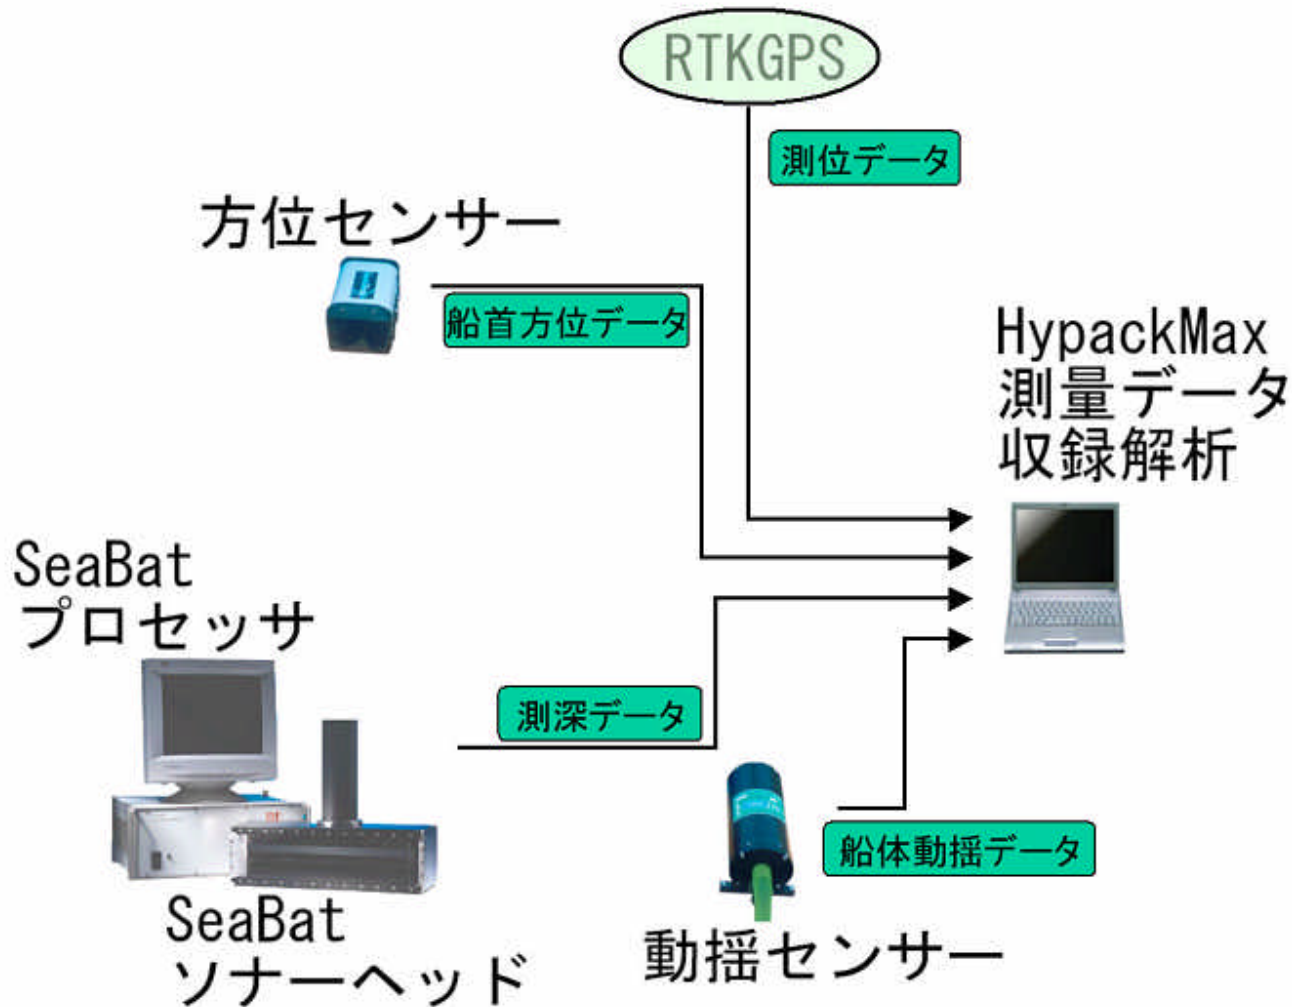 RTKGPS
測位データ
方位センサー
船首方位データ
HypackMax
測量データ
収録解析
SeaBat
プロセッサ
測深データ
船体動揺データ
SeaBat
ソナーヘッド
動揺センサー